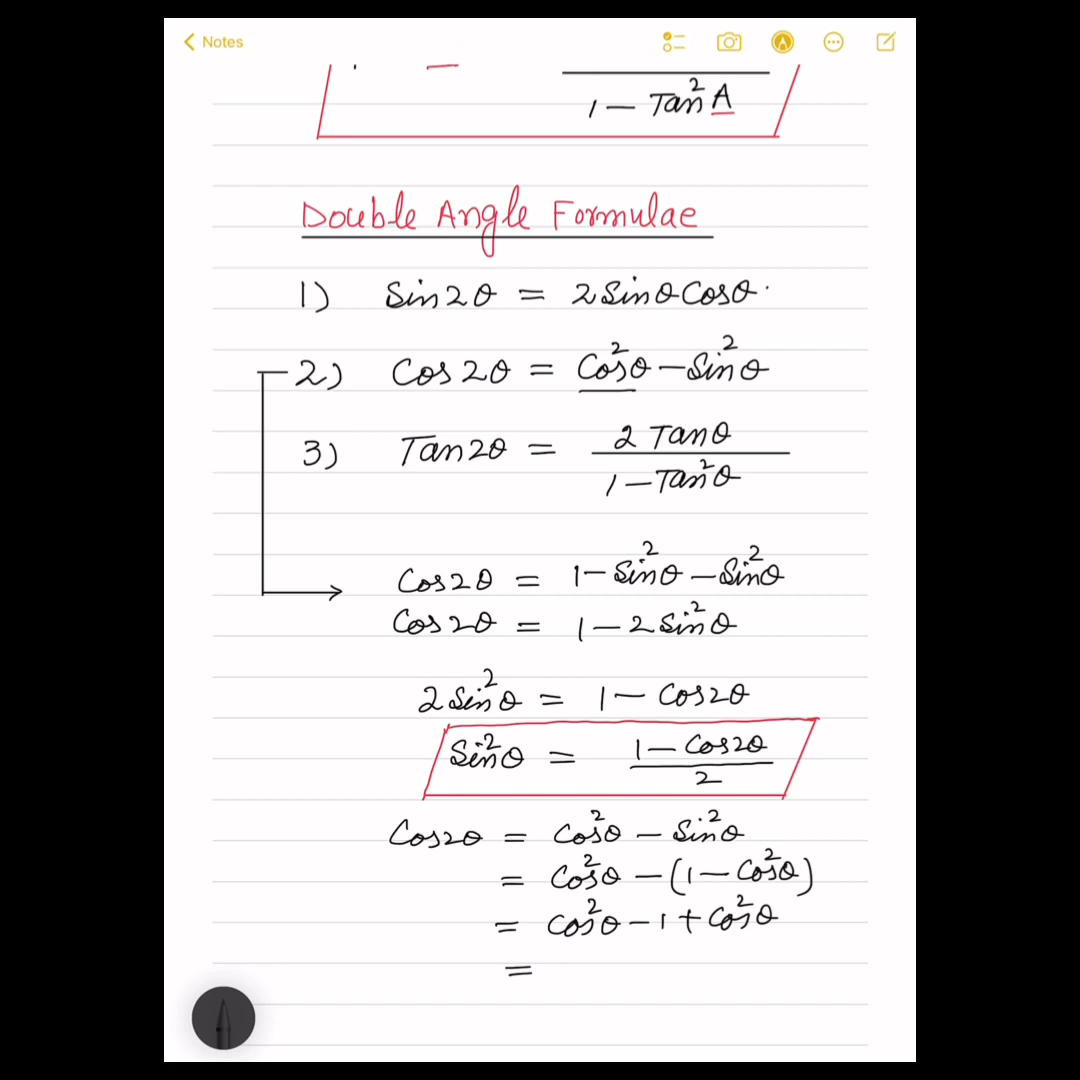 Notes
1 - Tan²A
Double Angle Formulae
1) Sin2θ = 2SinθCosθ.
2) Cos2θ = Cos²θ - Sin²θ
3) Tan2θ = 2Tanθ / 1 - Tan²θ
Cos2θ = 1 - Sin²θ - Sin²θ
Cos2θ = 1 - 2Sin²θ
2Sin²θ = 1 - Cos2θ
Sin²θ = 1 - Cos2θ / 2
Cos2θ = Cos²θ - Sin²θ
= Cos²θ - (1 - Cos²θ)
= Cos²θ - 1 + Cos²θ
=